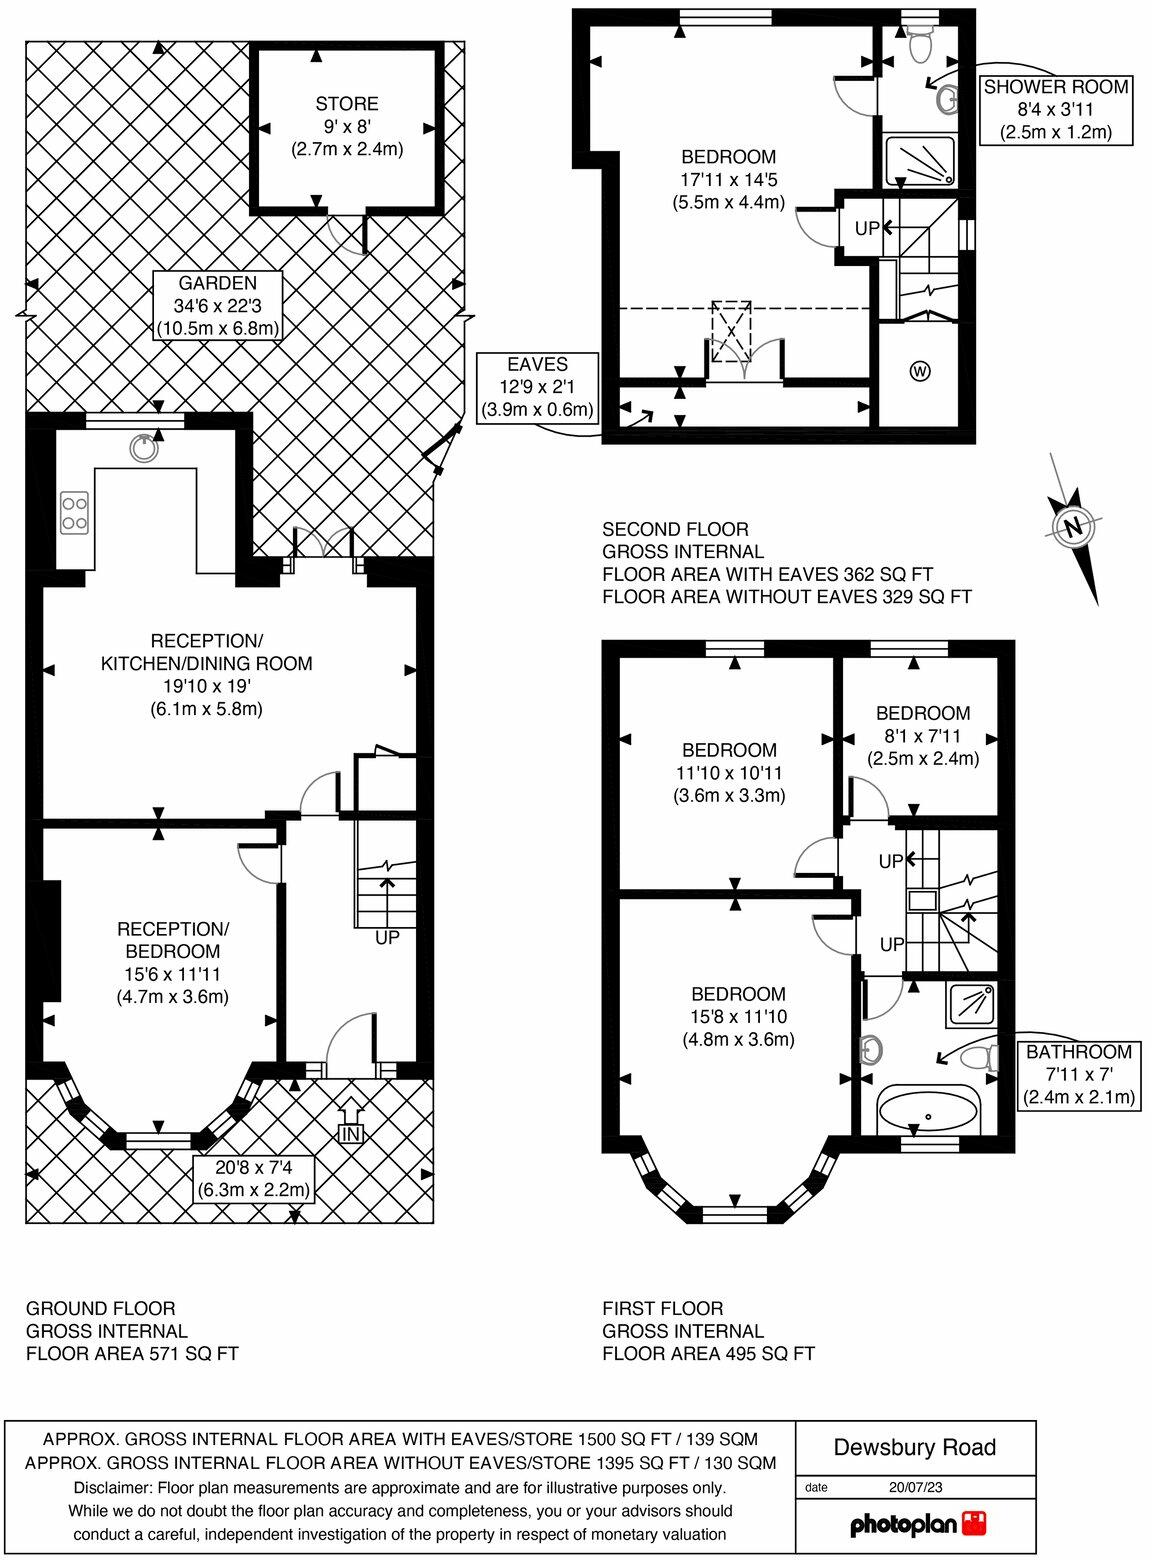 STORE
9' x 8'
(2.7m x 2.4m)
GARDEN
34'6 x 22'3
(10.5m x 6.8m)
RECEPTION/
KITCHEN/DINING ROOM
19'10 x 19'
(6.1m x 5.8m)
RECEPTION/
BEDROOM
15'6 x 11'11
(4.7m x 3.6m)
UP
IN
20'8 x 7'4
(6.3m x 2.2m)
GROUND FLOOR
GROSS INTERNAL
FLOOR AREA 571 SQ FT
SHOWER ROOM
8'4 x 3'11
(2.5m x 1.2m)
BEDROOM
17'11 x 14'5
(5.5m x 4.4m)
UP
W
EAVES
12'9 x 2'1
(3.9m x 0.6m)
SECOND FLOOR
GROSS INTERNAL
FLOOR AREA WITH EAVES 362 SQ FT
FLOOR AREA WITHOUT EAVES 329 SQ FT
N
BEDROOM
11'10 x 10'11
(3.6m x 3.3m)
BEDROOM
8'1 x 7'11
(2.5m x 2.4m)
UP
UP
BEDROOM
15'8 x 11'10
(4.8m x 3.6m)
BATHROOM
7'11 x 7'
(2.4m x 2.1m)
FIRST FLOOR
GROSS INTERNAL
FLOOR AREA 495 SQ FT
APPROX. GROSS INTERNAL FLOOR AREA WITH EAVES/STORE 1500 SQ FT / 139 SQM
APPROX. GROSS INTERNAL FLOOR AREA WITHOUT EAVES/STORE 1395 SQ FT / 130 SQM
Disclaimer: Floor plan measurements are approximate and are for illustrative purposes only.
While we do not doubt the floor plan accuracy and completeness, you or your advisors should
conduct a careful, independent investigation of the property in respect of monetary valuation
Dewsbury Road
date 20/07/23
photoplan